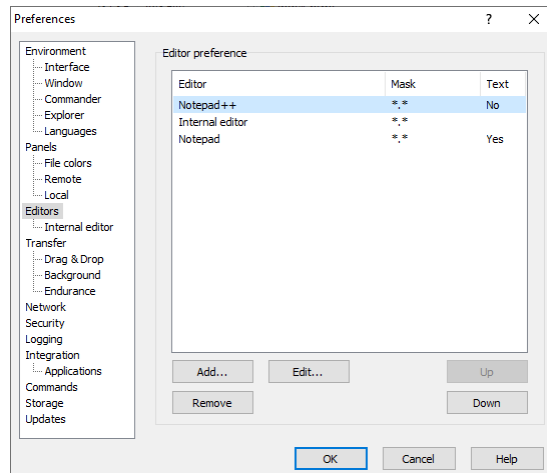 Preferences ?
Environment
Interface
Window
Commander
Explorer
Languages
Panels
File colors
Remote
Local
Editors
Internal editor
Transfer
Drag & Drop
Background
Endurance
Network
Security
Logging
Integration
Applications
Commands
Storage
Updates
Editor preference
Editor Mask Text
Notepad++ *.* No
Internal editor *.*
Notepad *.* Yes
Add... Edit... Up
Remove Down
OK Cancel Help